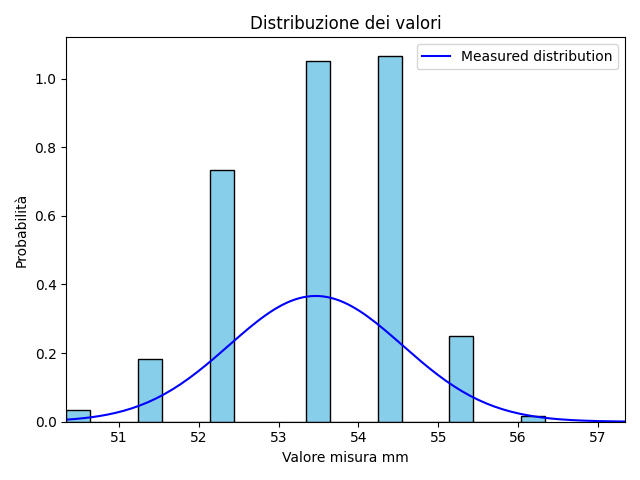 Distribuzione dei valori
Measured distribution
1.0
0.8
0.6
0.4
0.2
0.0
Probabilità
51 52 53 54 55 56 57
Valore misura mm